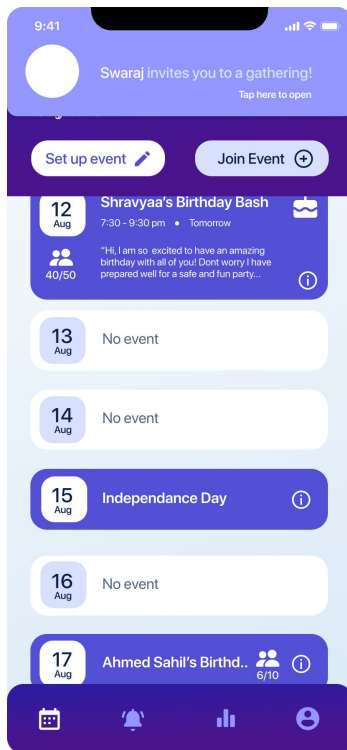 9:41
Swaraj invites you to a gathering!
Tap here to open
Set up event
Join Event
12
Aug
Shravyaa's Birthday Bash
7:30 - 9:30 pm • Tomorrow
40/50
"Hi, I am so excited to have an amazing
birthday with all of you! Dont worry I have
prepared well for a safe and fun party...
13
Aug
No event
14
Aug
No event
15
Aug
Independance Day
16
Aug
No event
17
Aug
Ahmed Sahil's Birthd..
6/10